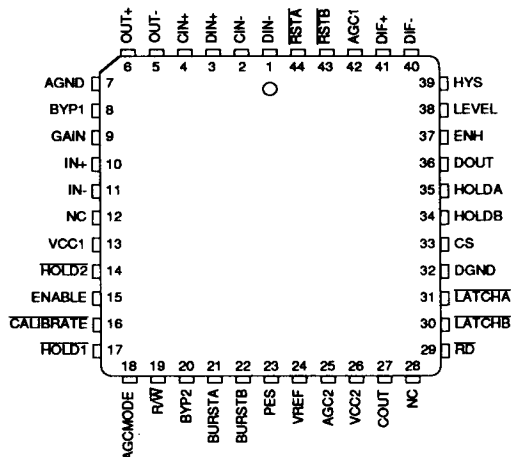 OUT+
OUT-
CIN+
DIN+
CIN-
DIN-
RSTA
RSTB
AGC1
DIF+
DIF-
6
5
4
3
2
1
44
43
42
41
40
AGND 7
BYP1 8
GAIN 9
IN+ 10
IN- 11
NC 12
VCC1 13
HOLD2 14
ENABLE 15
CALIBRATE 16
HOLD1 17
39 HYS
38 LEVEL
37 ENH
36 DOUT
35 HOLDA
34 HOLDB
33 CS
32 DGND
31 LATCHA
30 LATCHB
29 RD
18
19
20
21
22
23
24
25
26
27
28
AGCMODE
R/W
BYP2
BURSTA
BURSTB
PES
VREF
AGC2
VCC2
COUT
NC